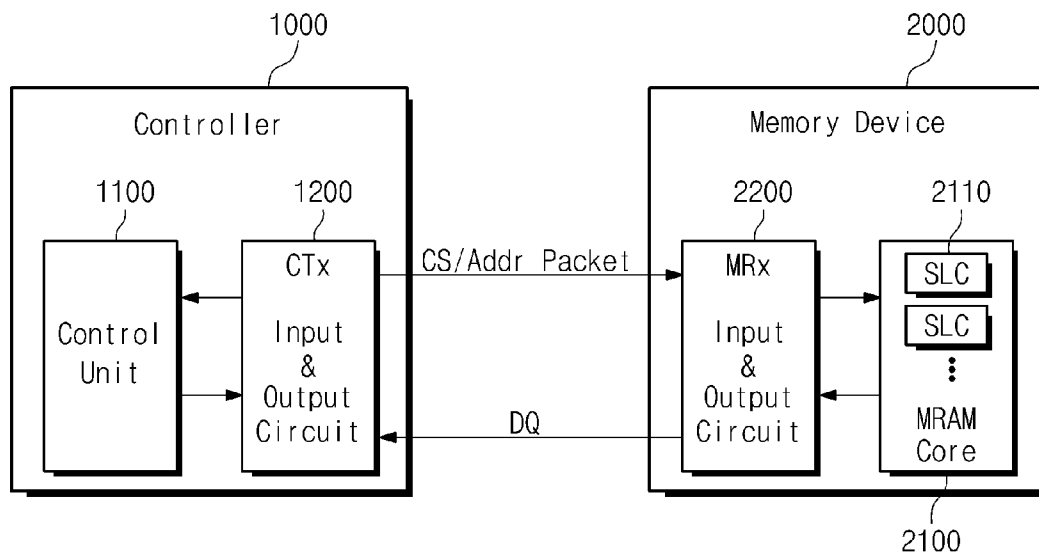 1000
2000
Controller
Memory Device
1100
1200
2200
2110
CTx
CS/Addr Packet
MRx
SLC
SLC
Control
Unit
Input
&
Output
Circuit
Input
&
Output
Circuit
DQ
MRAM
Core
2100